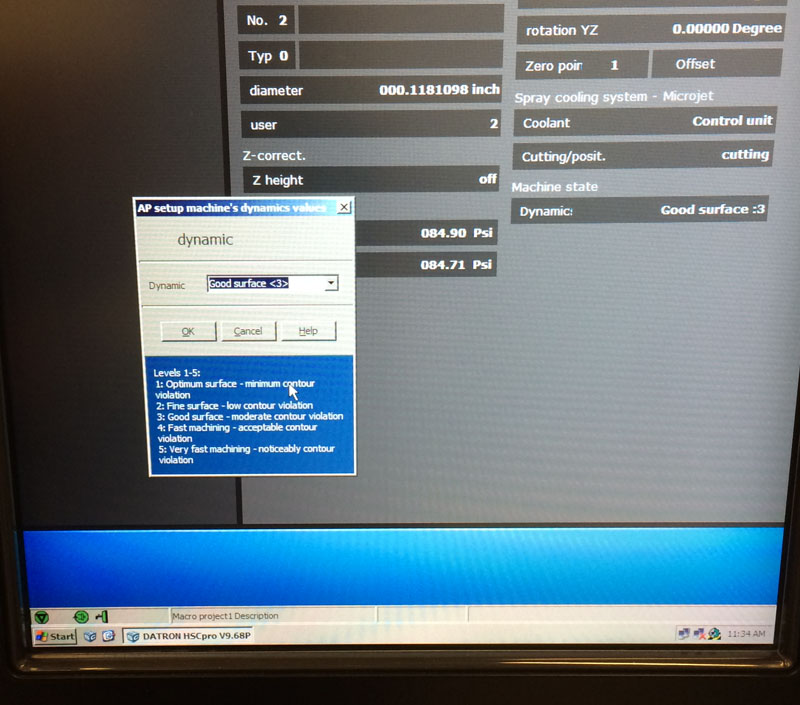 No. 2
Typ 0
diameter 000.1181098 inch
user 2
Z-correct.
Z height off
084.90 Psi
084.71 Psi
rotation YZ 0.00000 Degree
Zero poir 1 Offset
Spray cooling system - Microjet
Coolant Control unit
Cutting/posit. cutting
Machine state
Dynamic: Good surface :3
AP setup machine's dynamics values
dynamic
Dynamic Good surface <3>
OK Cancel Help
Levels 1-5:
1: Optimum surface - minimum contour
violation
2: Fine surface - low contour violation
3: Good surface - moderate contour violation
4: Fast machining - acceptable contour
violation
5: Very fast machining - noticeably contour
violation
Macro project1 Description
Start DATRON HSCpro V9.68P 11:34 AM